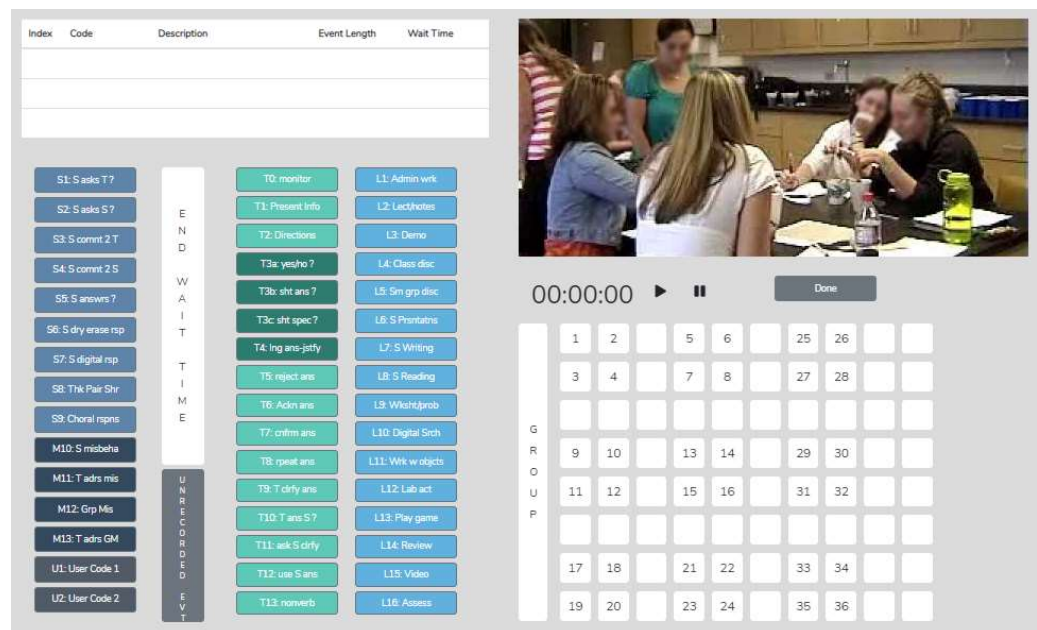 Index Code Description Event Length Wait Time
S1: S asks T ?
S2: S asks S ?
S3: S comnt 2 T
S4: S comnt 2 S
S5: S answrs ?
S6: S dry erase rsp
S7: S digital rsp
S8: Thk Pair Shr
S9: Choral rspns
M10: S misbeha
M11: T adrs mis
M12: Grp Mis
M13: T adrs GM
U1: User Code 1
U2: User Code 2
END WAIT TIME
UNRECORDED EVT
T0: monitor
T1: Present Info
T2: Directions
T3a: yes/no ?
T3b: sht ans ?
T3c: sht spec ?
T4: lng ans-jstfy
T5: reject ans
T6: Ackn ans
T7: cnfrm ans
T8: rpeat ans
T9: T clrfy ans
T10: T ans S ?
T11: ask S clrfy
T12: use S ans
T13: nonverb
L1: Admin wrk
L2: Lect/notes
L3: Demo
L4: Class disc
L5: Sm grp disc
L6: S Prsntatns
L7: S Writing
L8: S Reading
L9: Wksht/prob
L10: Digital Srch
L11: Wrk w objcts
L12: Lab act
L13: Play game
L14: Review
L15: Video
L16: Assess
00:00:00
Done
GROUP
1 2 5 6 25 26
3 4 7 8 27 28
9 10 13 14 29 30
11 12 15 16 31 32
17 18 21 22 33 34
19 20 23 24 35 36